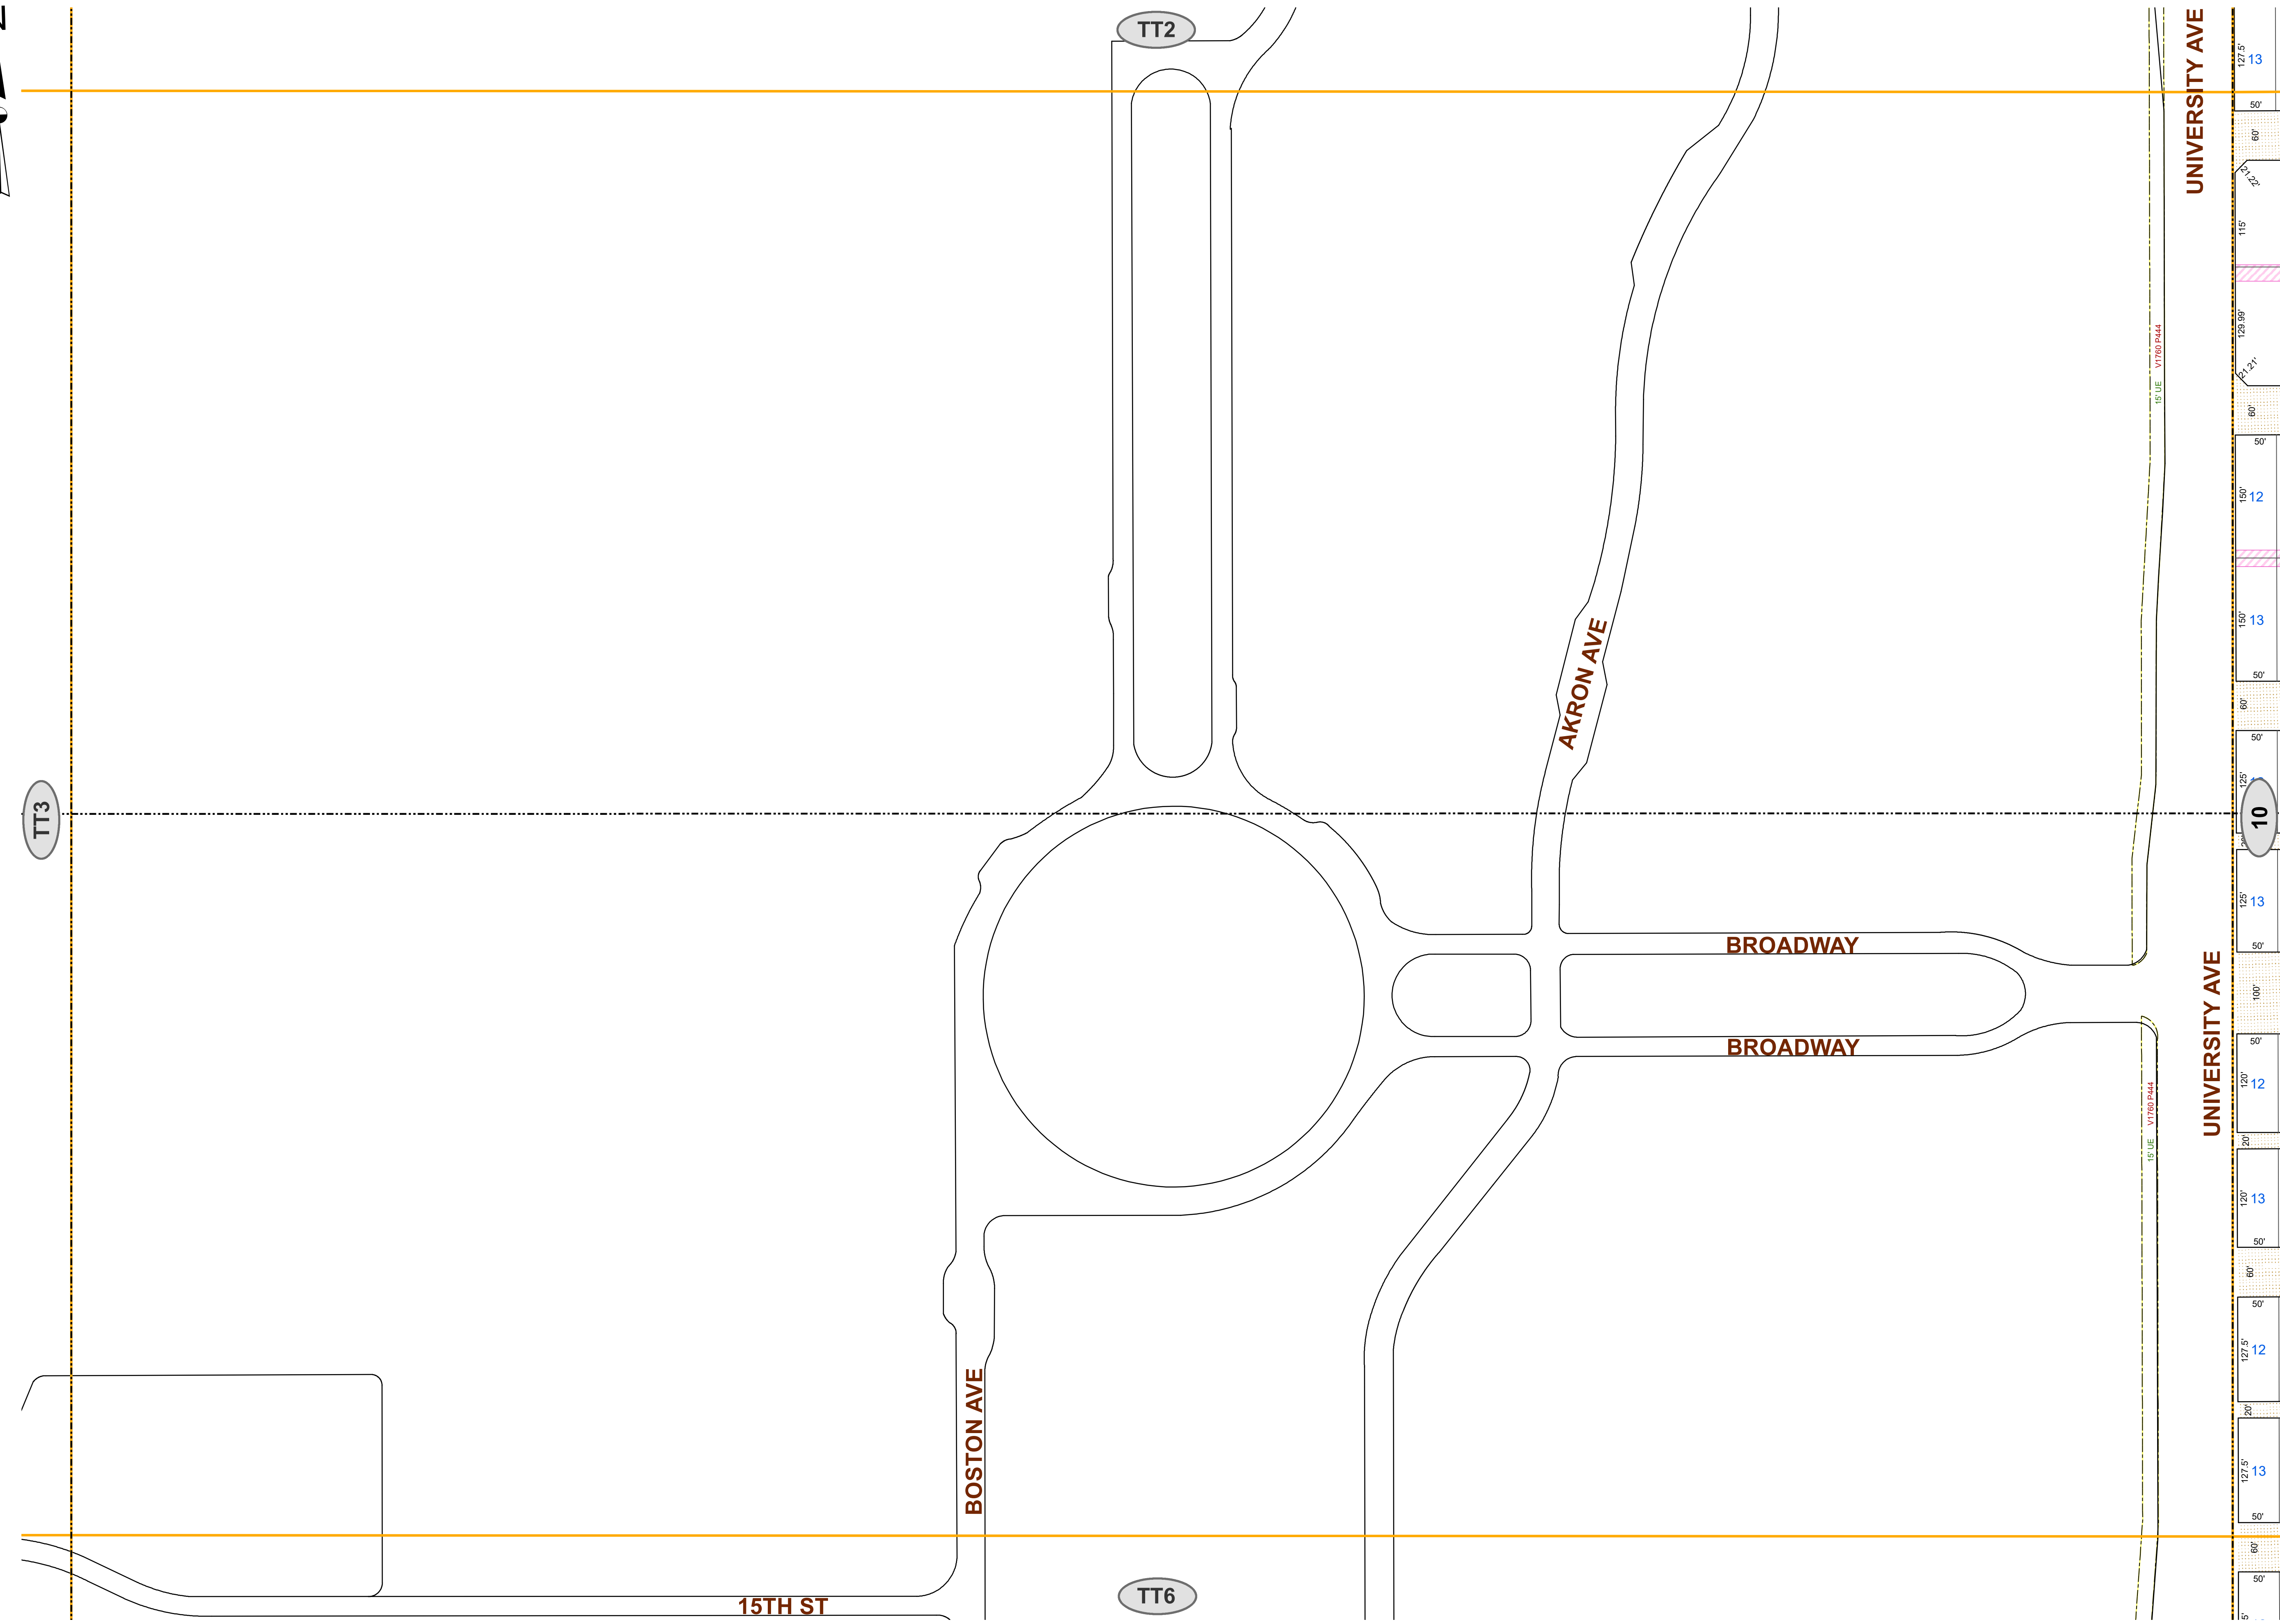 TT2
UNIVERSITY AVE
127.5'
13
50'
60'
21.22'
115'
129.99'
21.21'
V1760 P444
15' UE
60'
50'
150'
12
150'
13
50'
60'
50'
125'
AKRON AVE
TT3
10
125'
13
50'
BROADWAY
100'
BROADWAY
UNIVERSITY AVE
50'
120'
12
V1760 P444
15' UE
20'
120'
13
50'
60'
50'
127.5'
12
20'
BOSTON AVE
127.5'
13
50'
60'
50'
15TH ST
TT6